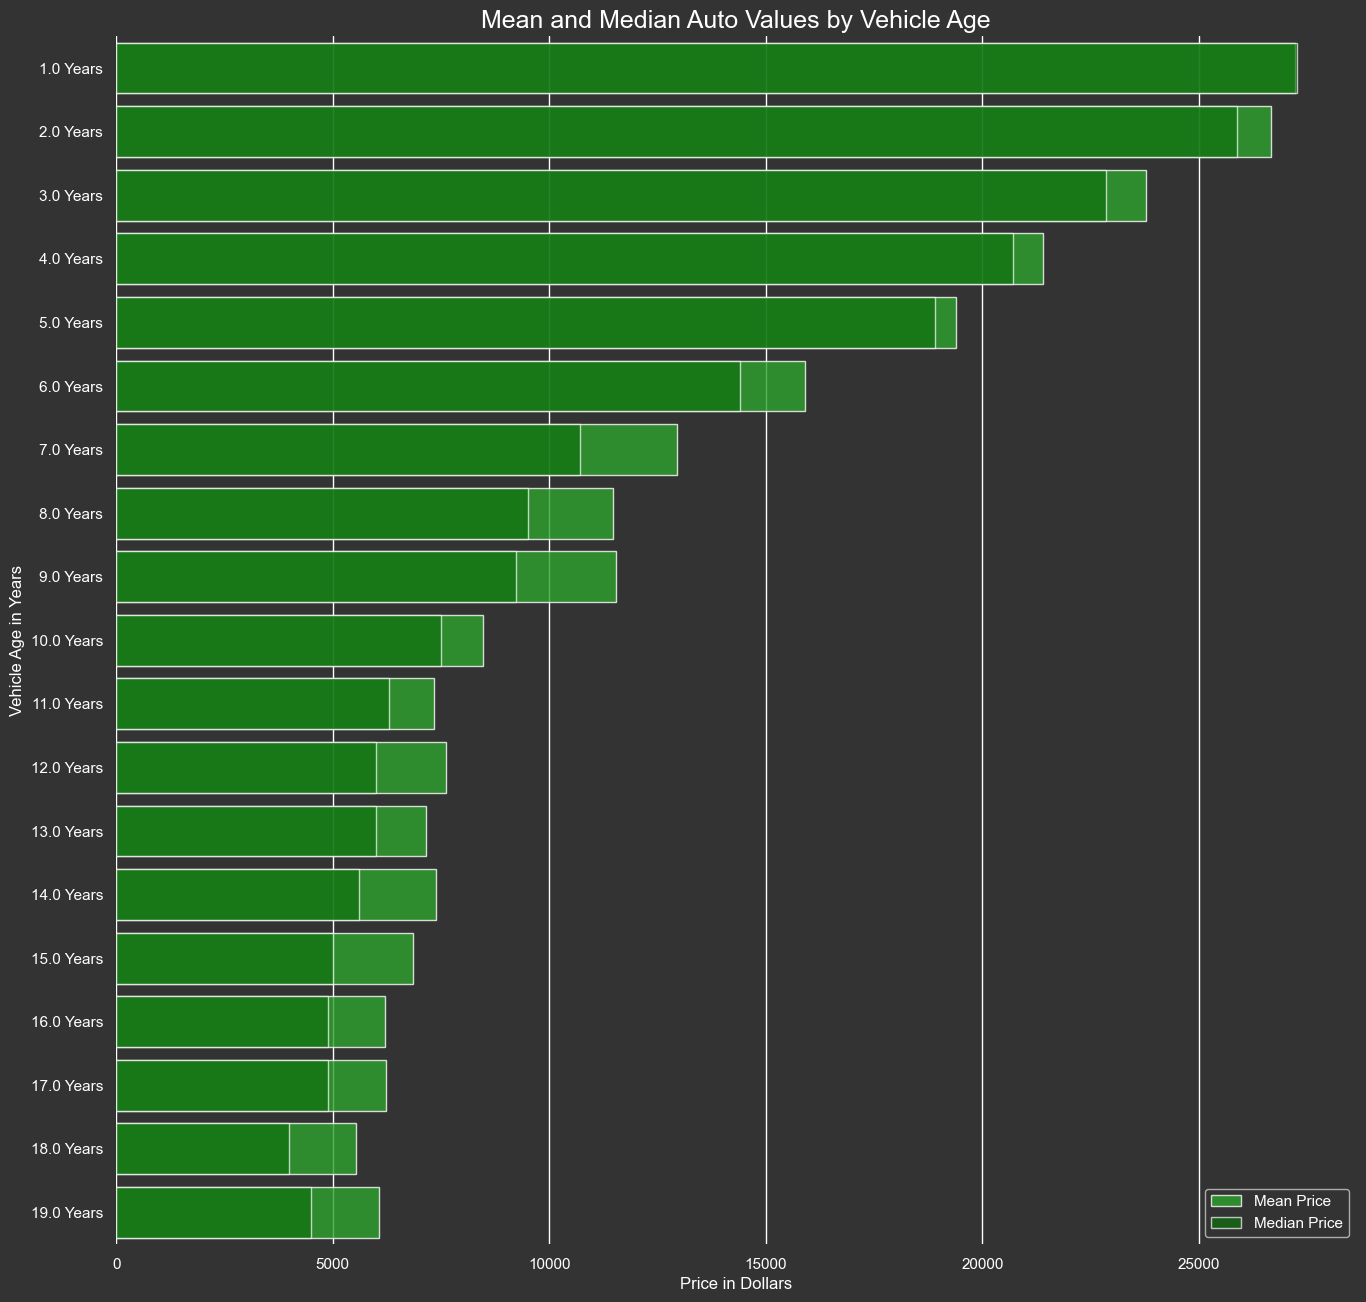 Mean and Median Auto Values by Vehicle Age
Vehicle Age in Years
1.0 Years
2.0 Years
3.0 Years
4.0 Years
5.0 Years
6.0 Years
7.0 Years
8.0 Years
9.0 Years
10.0 Years
11.0 Years
12.0 Years
13.0 Years
14.0 Years
15.0 Years
16.0 Years
17.0 Years
18.0 Years
19.0 Years
Mean Price
Median Price
0 5000 10000 15000 20000 25000
Price in Dollars